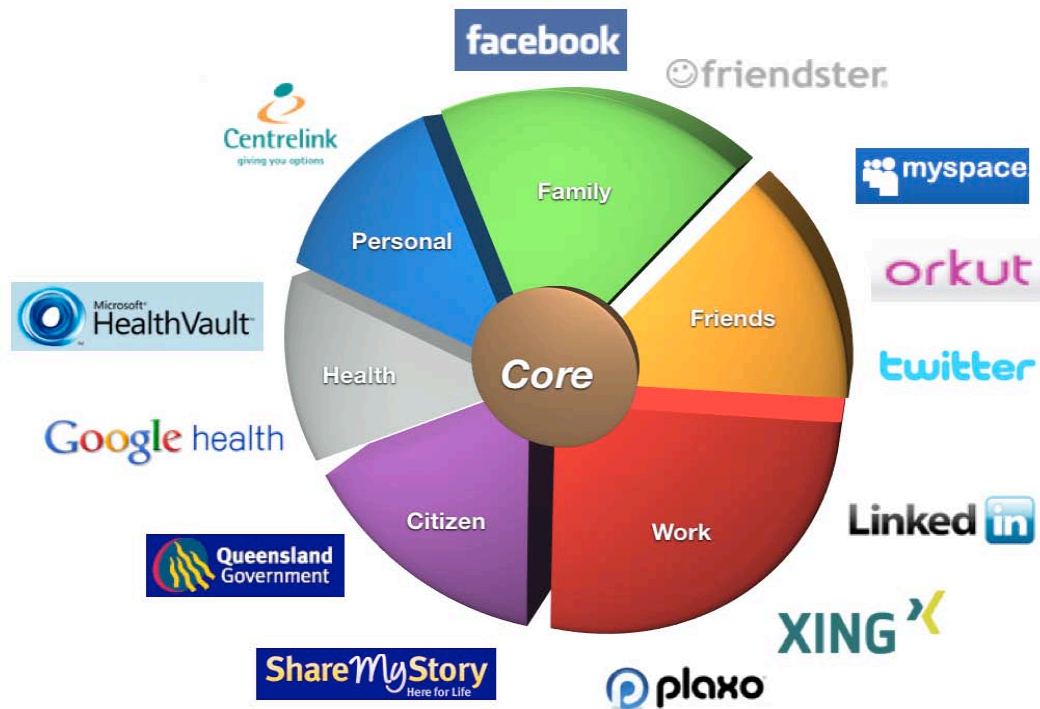 facebook
friendster.
Centrelink
giving you options
Family
myspace.
Personal
orkut
Microsoft®
HealthVault™
Friends
twitter
Health
Core
Google health
Citizen
Work
Linked in
Queensland
Government
XING
ShareMyStory
Here for Life
plaxo